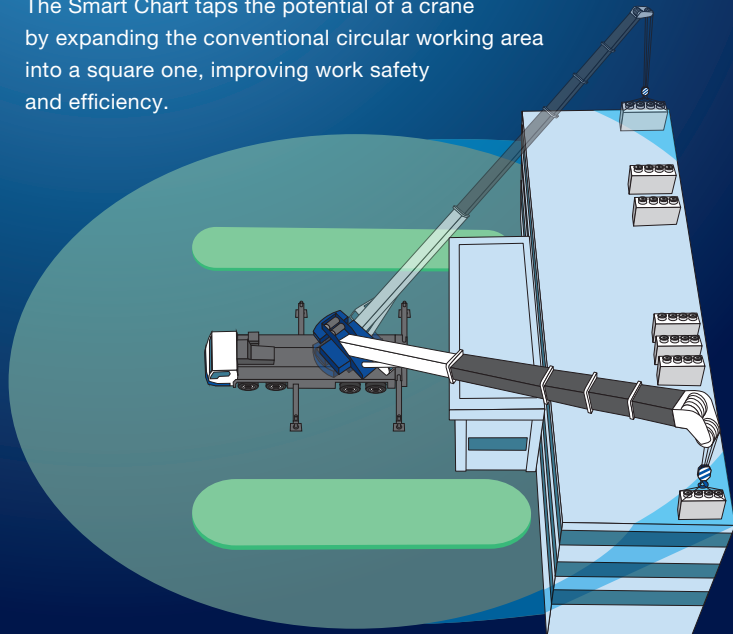 The Smart Chart taps the potential of a crane
by expanding the conventional circular working area
into a square one, improving work safety
and efficiency.